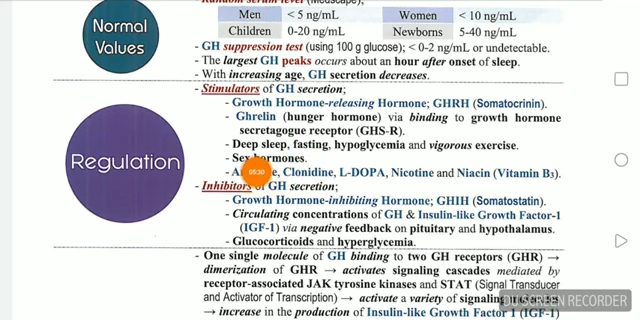 Random serum level (Medscape);
Normal
Values
Men < 5 ng/mL Women < 10 ng/mL
Children 0-20 ng/mL Newborns 5-40 ng/mL
- GH suppression test (using 100 g glucose); < 0-2 ng/mL or undetectable.
- The largest GH peaks occurs about an hour after onset of sleep.
- With increasing age, GH secretion decreases.
Regulation
- Stimulators of GH secretion;
- Growth Hormone-releasing Hormone; GHRH (Somatocrinin).
- Ghrelin (hunger hormone) via binding to growth hormone
secretagogue receptor (GHS-R).
- Deep sleep, fasting, hypoglycemia and vigorous exercise.
- Sex hormones.
05:30
Clonidine, L-DOPA, Nicotine and Niacin (Vitamin B₃).
- Inhibitors of GH secretion;
- Growth Hormone-inhibiting Hormone; GHIH (Somatostatin).
- Circulating concentrations of GH & Insulin-like Growth Factor-1
(IGF-1) via negative feedback on pituitary and hypothalamus.
- Glucocorticoids and hyperglycemia.
- One single molecule of GH binding to two GH receptors (GHR) →
dimerization of GHR → activates signaling cascades mediated by
receptor-associated JAK tyrosine kinases and STAT (Signal Transducer
and Activator of Transcription) → activate a variety of signaling
→ increase in the production of Insulin-like Growth Factor 1 (IGF-1)
DU SCREEN RECORDER